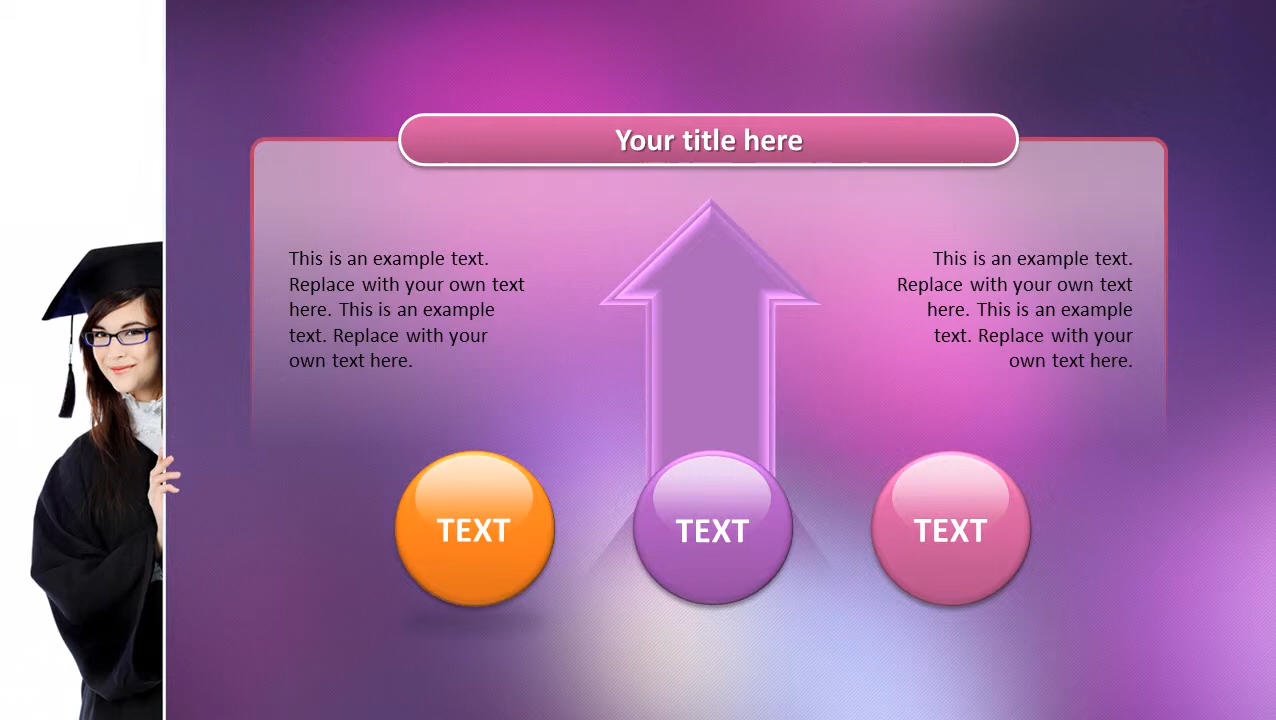 Your title here
This is an example text.
Replace with your own text
here. This is an example
text. Replace with your
own text here.
This is an example text.
Replace with your own text
here. This is an example
text. Replace with your
own text here.
TEXT
TEXT
TEXT